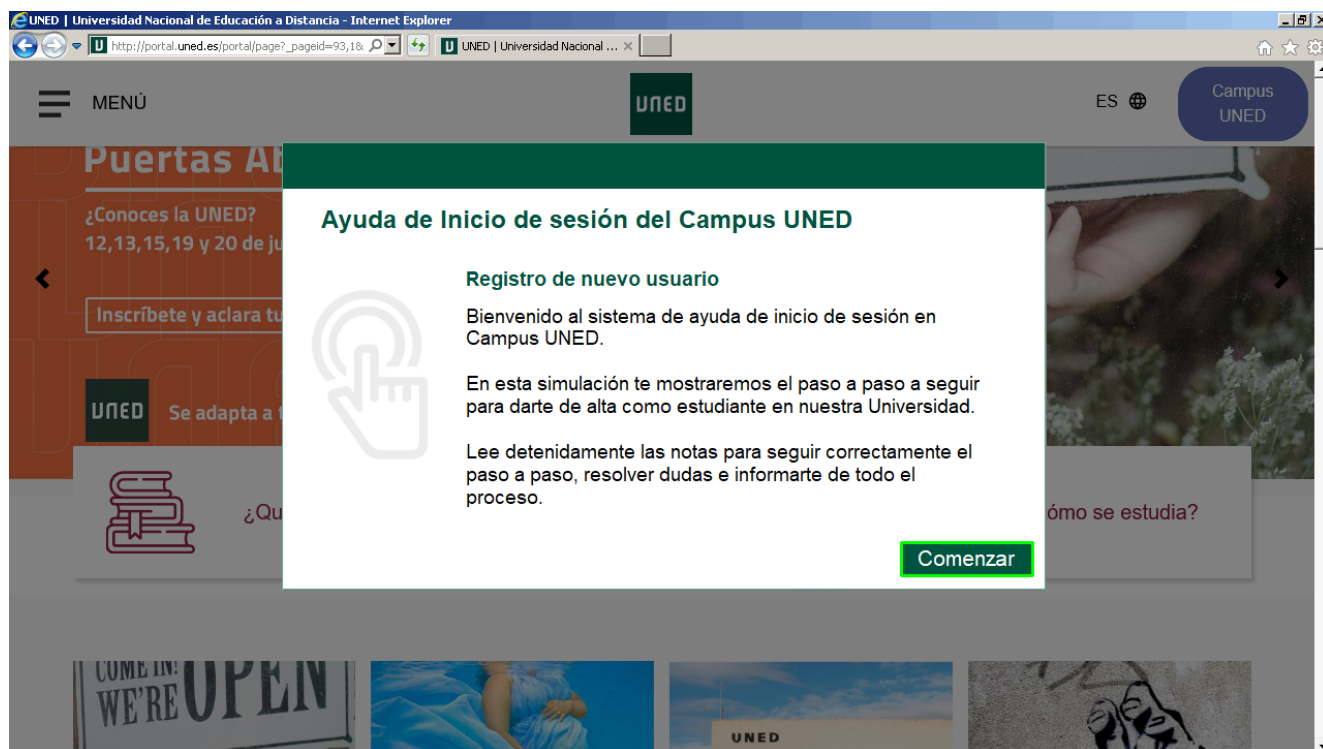 UNED | Universidad Nacional de Educación a Distancia - Internet Explorer
http://portal.uned.es/portal/page?_pageid=93,18
UNED | Universidad Nacional ...
MENÚ
UNED
ES
Campus
UNED
Puertas Ab
¿Conoces la UNED?
12,13,15,19 y 20 de ju
Inscríbete y aclara tu
UNED
Se adapta a t
Ayuda de Inicio de sesión del Campus UNED
Registro de nuevo usuario
Bienvenido al sistema de ayuda de inicio de sesión en
Campus UNED.
En esta simulación te mostraremos el paso a paso a seguir
para darte de alta como estudiante en nuestra Universidad.
Lee detenidamente las notas para seguir correctamente el
paso a paso, resolver dudas e informarte de todo el
proceso.
Comenzar
¿Qu
ómo se estudia?
COME IN!
WE'RE OPEN
UNED